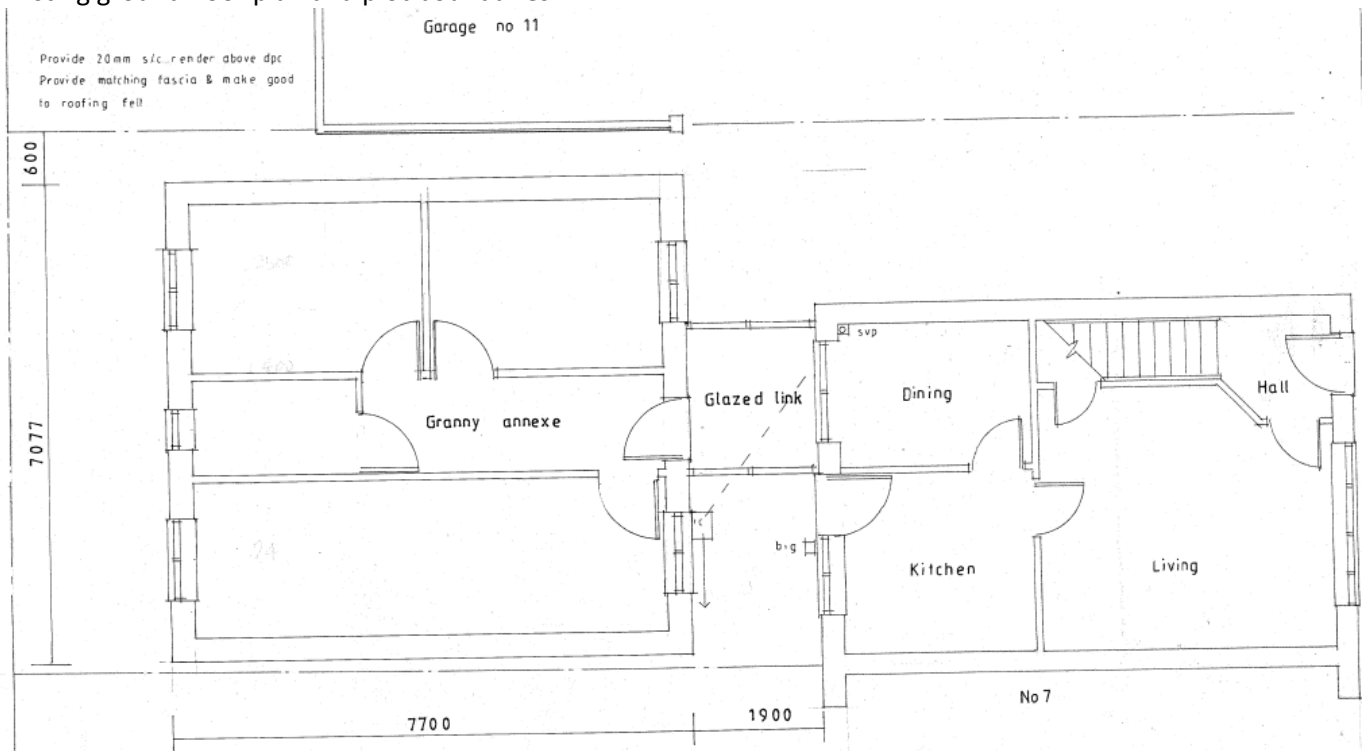 Garage no 11
Provide 20mm s/c render above dpc
Provide matching fascia & make good
to roofing felt
600
7077
svp
Dining
Hall
Glazed link
Granny annexe
big
Kitchen
Living
No 7
7700
1900